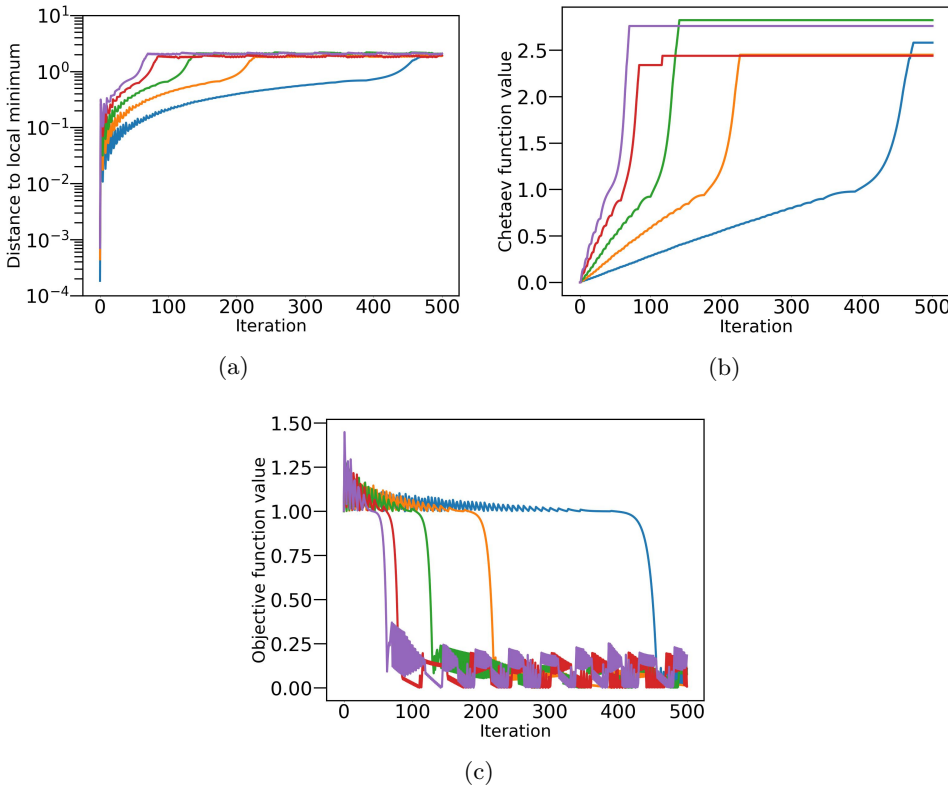 Distance to local minimum
10¹
10⁰
10⁻¹
10⁻²
10⁻³
10⁻⁴
0 100 200 300 400 500
Iteration
(a)
Chetaev function value
2.5
2.0
1.5
1.0
0.5
0.0
0 100 200 300 400 500
Iteration
(b)
Objective function value
1.50
1.25
1.00
0.75
0.50
0.25
0.00
0 100 200 300 400 500
Iteration
(c)